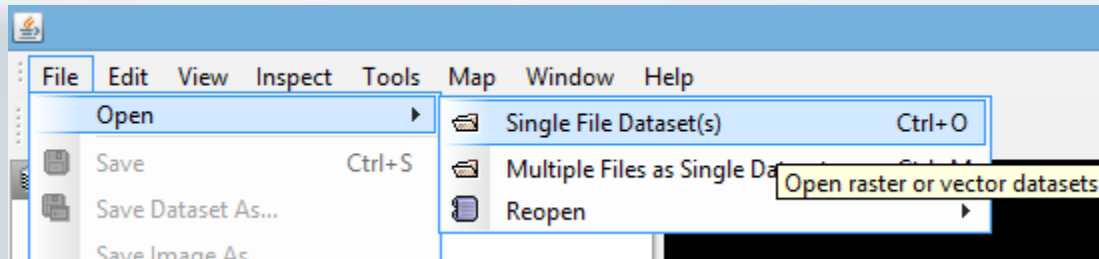 File Edit View Inspect Tools Map Window Help
Open
Single File Dataset(s) Ctrl+O
Save Ctrl+S
Multiple Files as Single
Open raster or vector datasets
Save Dataset As...
Reopen
Save Image As